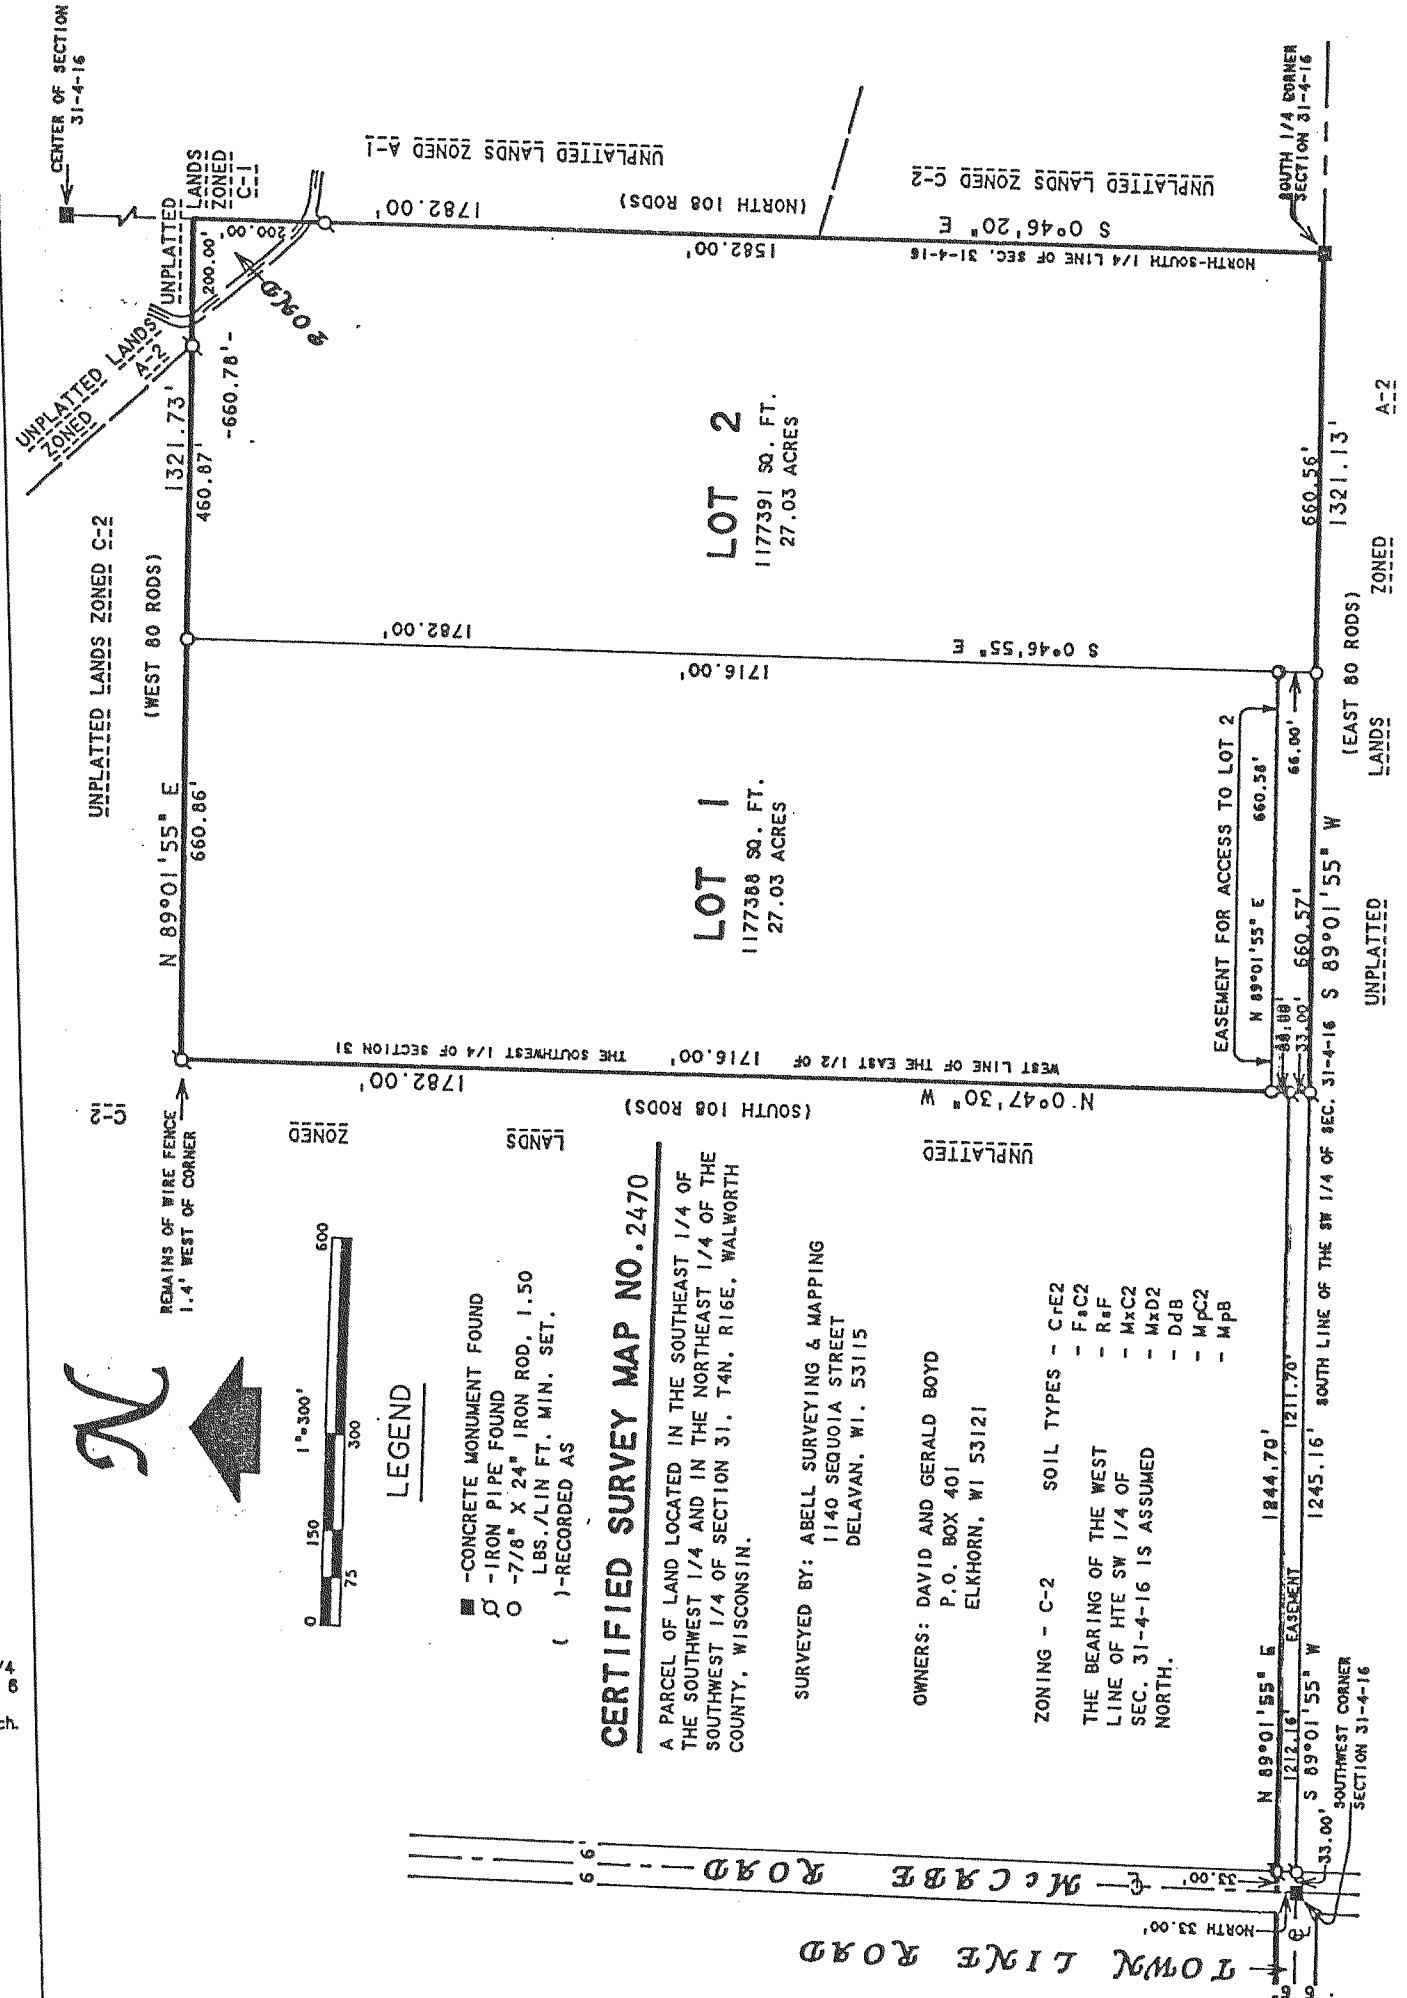 CENTER OF SECTION
31-4-16
UNPLATTED
LANDS
ZONED
C-1
UNPLATTED LANDS
ZONED A-2
UNPLATTED LANDS ZONED C-2
(WEST 80 RODS)
N 89°01'55" E
1321.73'
660.86'
460.87'
-660.78'-
200.00'
200.00'
ROAD
UNPLATTED LANDS ZONED A-1
1782.00'
(NORTH 108 RODS)
1582.00'
UNPLATTED LANDS ZONED C-2
S 0°46'20" E
NORTH-SOUTH 1/4 LINE OF SEC. 31-4-16
SOUTH 1/4 CORNER
SECTION 31-4-16
LOT 2
1177391 SQ. FT.
27.03 ACRES
1782.00'
1716.00'
S 0°46'55" E
LOT 1
1177388 SQ. FT.
27.03 ACRES
EASEMENT FOR ACCESS TO LOT 2
N 89°01'55" E
660.58'
66.00'
33.00'
660.57'
660.56'
1321.13'
S 89°01'55" W
(EAST 80 RODS)
UNPLATTED
LANDS
ZONED
A-2
1782.00'
THE SOUTHWEST 1/4 OF SECTION 31
1716.00'
WEST LINE OF THE EAST 1/2 OF
(SOUTH 108 RODS)
N 0°47'30" W
C-2
ZONED
LANDS
UNPLATTED
REMAINS OF WIRE FENCE
1.4' WEST OF CORNER
N
1"=300'
0
75
150
300
600
LEGEND
-CONCRETE MONUMENT FOUND
-IRON PIPE FOUND
-7/8" X 24" IRON ROD, 1.50
LBS./LIN FT. MIN. SET.
( )-RECORDED AS
CERTIFIED SURVEY MAP NO. 2470
A PARCEL OF LAND LOCATED IN THE SOUTHEAST 1/4 OF
THE SOUTHWEST 1/4 AND IN THE NORTHEAST 1/4 OF THE
SOUTHWEST 1/4 OF SECTION 31, T4N, R16E, WALWORTH
COUNTY, WISCONSIN.
SURVEYED BY: ABELL SURVEYING & MAPPING
1140 SEQUOIA STREET
DELAVAN, WI. 53115
OWNERS: DAVID AND GERALD BOYD
P.O. BOX 401
ELKHORN, WI 53121
ZONING - C-2
SOIL TYPES - CrE2
- FsC2
- RsF
- MxC2
- MxD2
- DdB
- MpC2
- MpB
THE BEARING OF THE WEST
LINE OF HTE SW 1/4 OF
SEC. 31-4-16 IS ASSUMED
NORTH.
N 89°01'55" E
1244.70'
1212.16'
EASEMENT
1211.70'
S 89°01'55" W
1245.16'
SOUTH LINE OF THE SW 1/4 OF SEC. 31-4-16
33.00'
SOUTHWEST CORNER
SECTION 31-4-16
66'
McCABE ROAD
33.00'
NORTH 33.00'
TOWN LINE ROAD
ch.